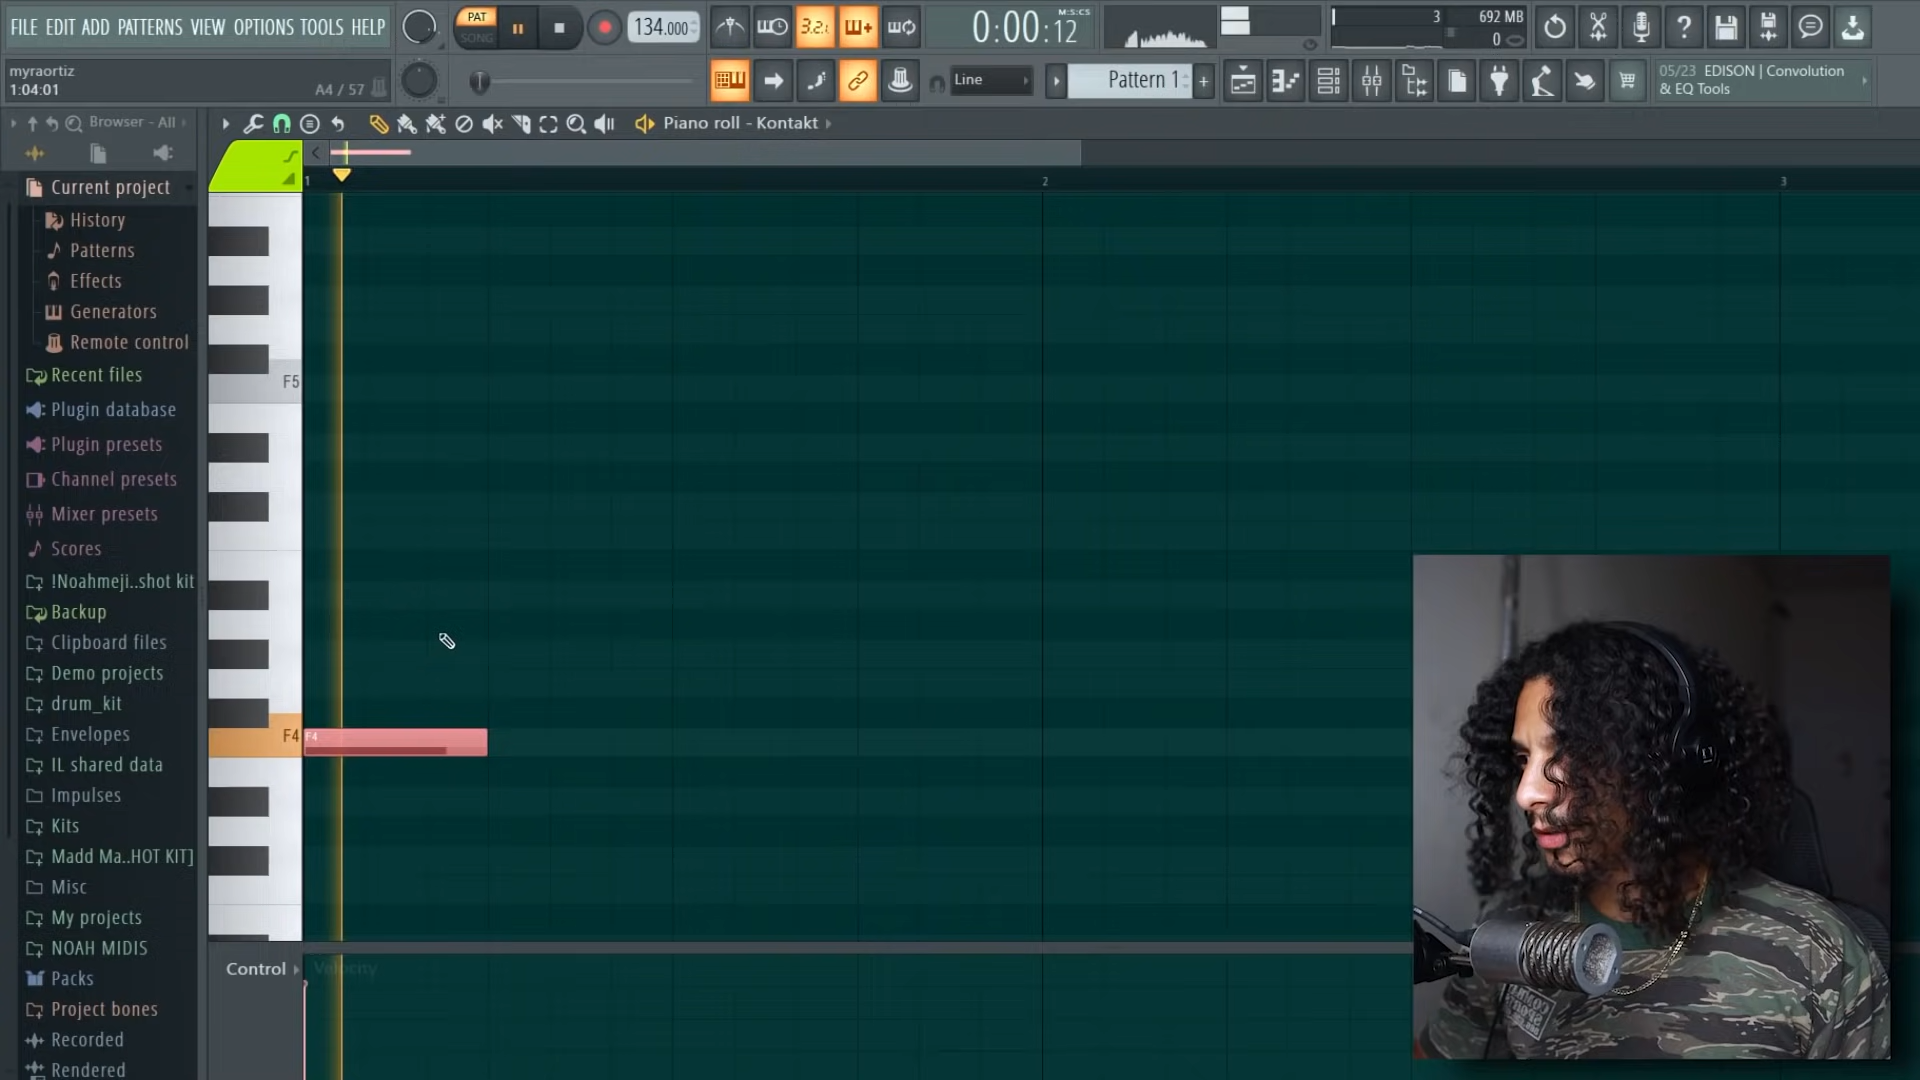 FILE EDIT ADD PATTERNS VIEW OPTIONS TOOLS HELP
PAT
SONG
134.000
3.2.
0:00:12
M:S:CS
3
692 MB
0
myraortiz
1:04:01
A4 / 57
Line
Pattern 1
+
05/23 EDISON | Convolution
& EQ Tools
Browser - All
Piano roll - Kontakt
1
2
3
Current project
History
Patterns
Effects
Generators
Remote control
Recent files
Plugin database
Plugin presets
Channel presets
Mixer presets
Scores
!Noahmeji..shot kit
Backup
Clipboard files
Demo projects
drum_kit
Envelopes
IL shared data
Impulses
Kits
Madd Ma..HOT KIT]
Misc
My projects
NOAH MIDIS
Packs
Project bones
Recorded
Rendered
F5
F4
F4
Control
Velocity